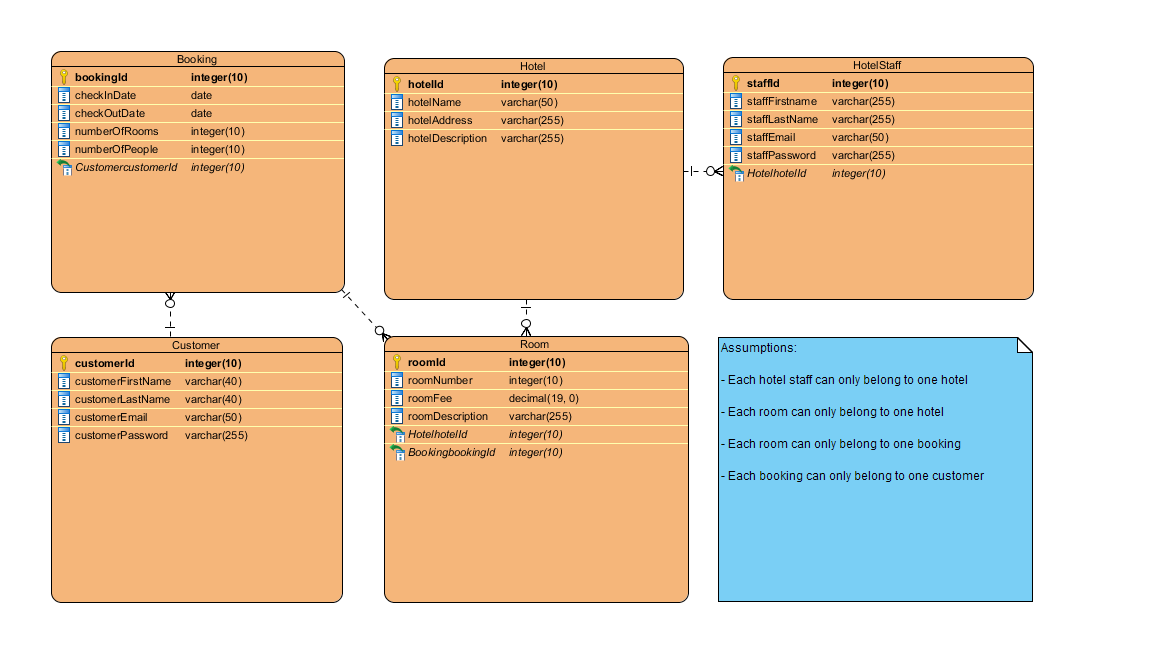 Booking
bookingId integer(10)
checkInDate date
checkOutDate date
numberOfRooms integer(10)
numberOfPeople integer(10)
CustomercustomerId integer(10)
Hotel
hotelId integer(10)
hotelName varchar(50)
hotelAddress varchar(255)
hotelDescription varchar(255)
HotelStaff
staffId integer(10)
staffFirstname varchar(255)
staffLastName varchar(255)
staffEmail varchar(50)
staffPassword varchar(255)
HotelhotelId integer(10)
Customer
customerId integer(10)
customerFirstName varchar(40)
customerLastName varchar(40)
customerEmail varchar(50)
customerPassword varchar(255)
Room
roomId integer(10)
roomNumber integer(10)
roomFee decimal(19, 0)
roomDescription varchar(255)
HotelhotelId integer(10)
BookingbookingId integer(10)
Assumptions:
- Each hotel staff can only belong to one hotel
- Each room can only belong to one hotel
- Each room can only belong to one booking
- Each booking can only belong to one customer